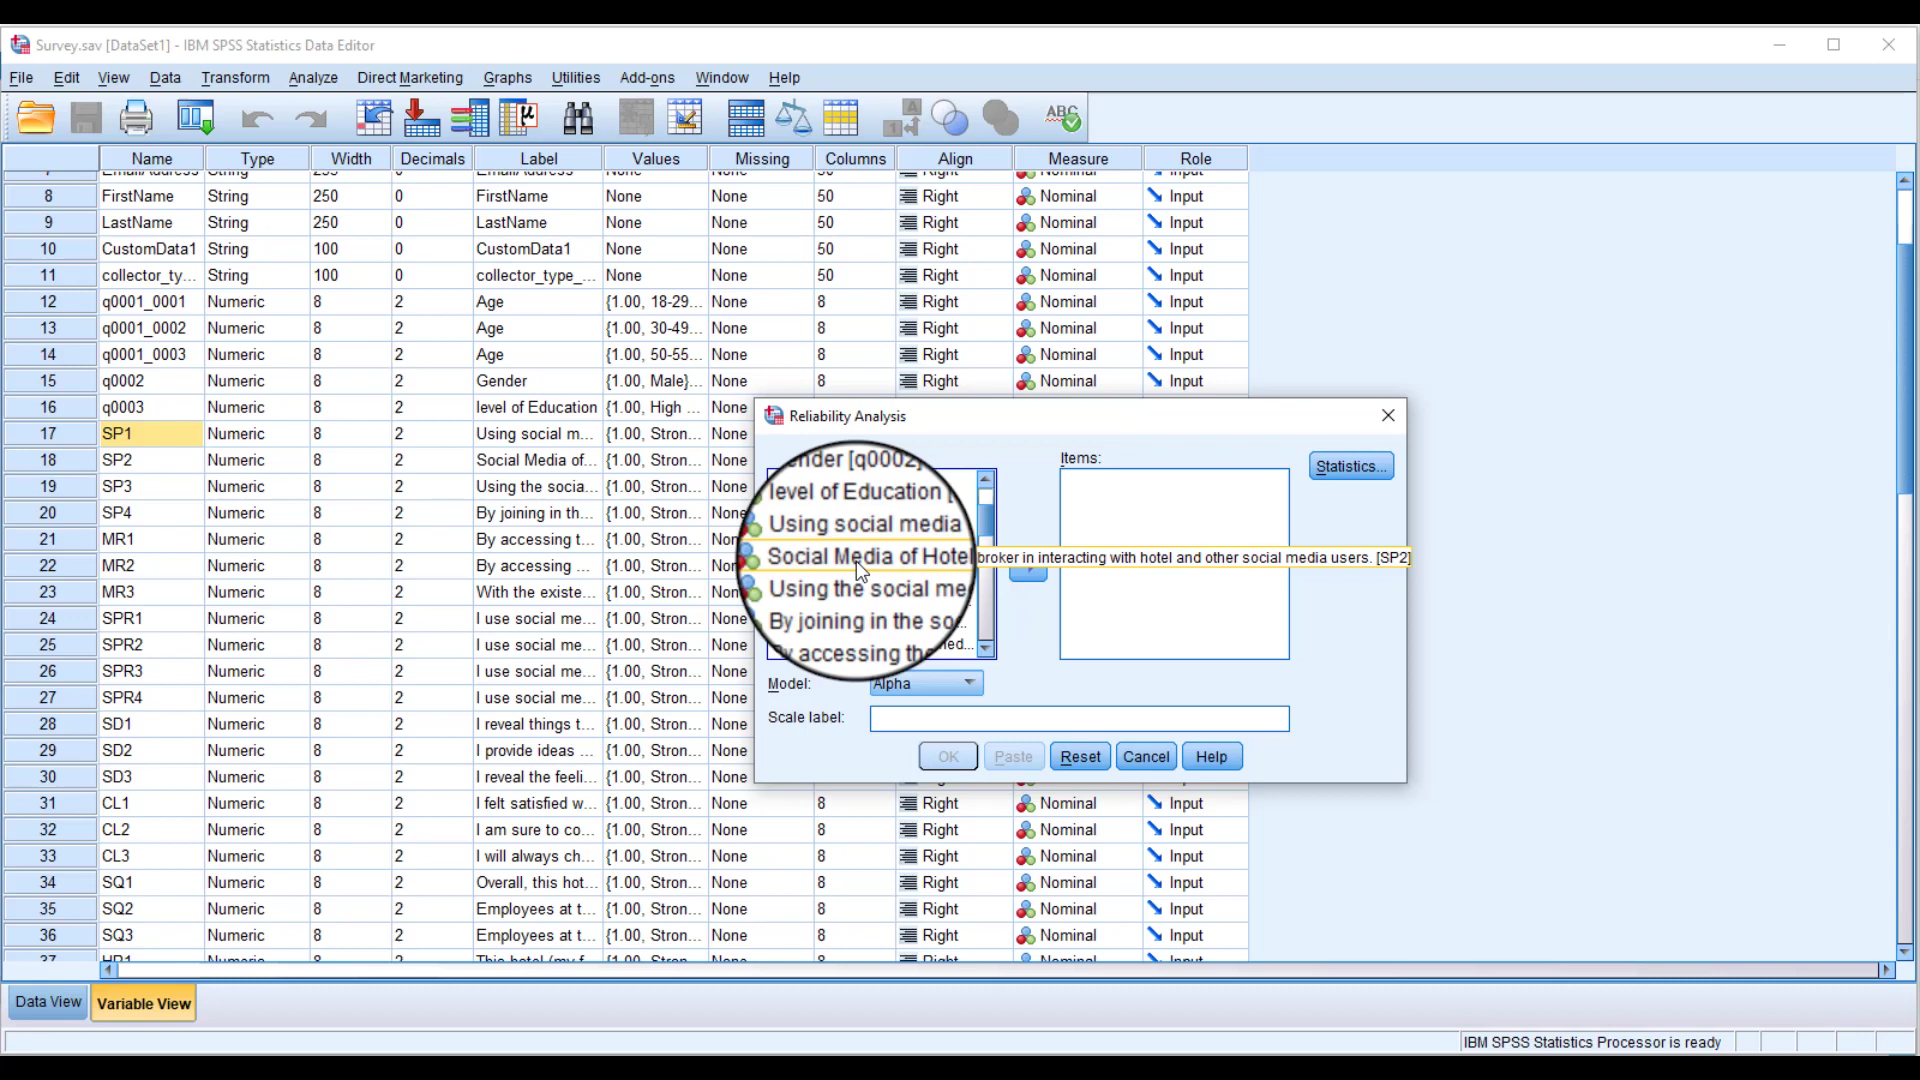 Survey.sav [DataSet1] - IBM SPSS Statistics Data Editor
File Edit View Data Transform Analyze Direct Marketing Graphs Utilities Add-ons Window Help
Name Type Width Decimals Label Values Missing Columns Align Measure Role
8 FirstName String 250 0 FirstName None None 50 Right Nominal Input
9 LastName String 250 0 LastName None None 50 Right Nominal Input
10 CustomData1 String 100 0 CustomData1 None None 50 Right Nominal Input
11 collector_ty... String 100 0 collector_type_... None None 50 Right Nominal Input
12 q0001_0001 Numeric 8 2 Age {1.00, 18-29... None 8 Right Nominal Input
13 q0001_0002 Numeric 8 2 Age {1.00, 30-49... None 8 Right Nominal Input
14 q0001_0003 Numeric 8 2 Age {1.00, 50-55... None 8 Right Nominal Input
15 q0002 Numeric 8 2 Gender {1.00, Male}... None 8 Right Nominal Input
16 q0003 Numeric 8 2 level of Education {1.00, High ... None
17 SP1 Numeric 8 2 Using social m... {1.00, Stron... None
18 SP2 Numeric 8 2 Social Media of... {1.00, Stron... None
19 SP3 Numeric 8 2 Using the socia... {1.00, Stron... None
20 SP4 Numeric 8 2 By joining in th... {1.00, Stron... None
21 MR1 Numeric 8 2 By accessing t... {1.00, Stron...
22 MR2 Numeric 8 2 By accessing ... {1.00, Stron...
23 MR3 Numeric 8 2 With the existe... {1.00, Stron...
24 SPR1 Numeric 8 2 I use social me... {1.00, Stron... None
25 SPR2 Numeric 8 2 I use social me... {1.00, Stron... None
26 SPR3 Numeric 8 2 I use social me... {1.00, Stron... None
27 SPR4 Numeric 8 2 I use social me... {1.00, Stron... None
28 SD1 Numeric 8 2 I reveal things t... {1.00, Stron... None
29 SD2 Numeric 8 2 I provide ideas ... {1.00, Stron... None
30 SD3 Numeric 8 2 I reveal the feeli... {1.00, Stron... None
31 CL1 Numeric 8 2 I felt satisfied w... {1.00, Stron... None 8 Right Nominal Input
32 CL2 Numeric 8 2 I am sure to co... {1.00, Stron... None 8 Right Nominal Input
33 CL3 Numeric 8 2 I will always ch... {1.00, Stron... None 8 Right Nominal Input
34 SQ1 Numeric 8 2 Overall, this hot... {1.00, Stron... None 8 Right Nominal Input
35 SQ2 Numeric 8 2 Employees at t... {1.00, Stron... None 8 Right Nominal Input
36 SQ3 Numeric 8 2 Employees at t... {1.00, Stron... None 8 Right Nominal Input
Reliability Analysis
Items:
Statistics...
[q0002]
level of Education
Using social media
Social Media of Hotel broker in interacting with hotel and other social media users. [SP2]
Using the social me
By joining in the so
accessing the
Model: Alpha
Scale label:
OK Paste Reset Cancel Help
Data View Variable View
IBM SPSS Statistics Processor is ready